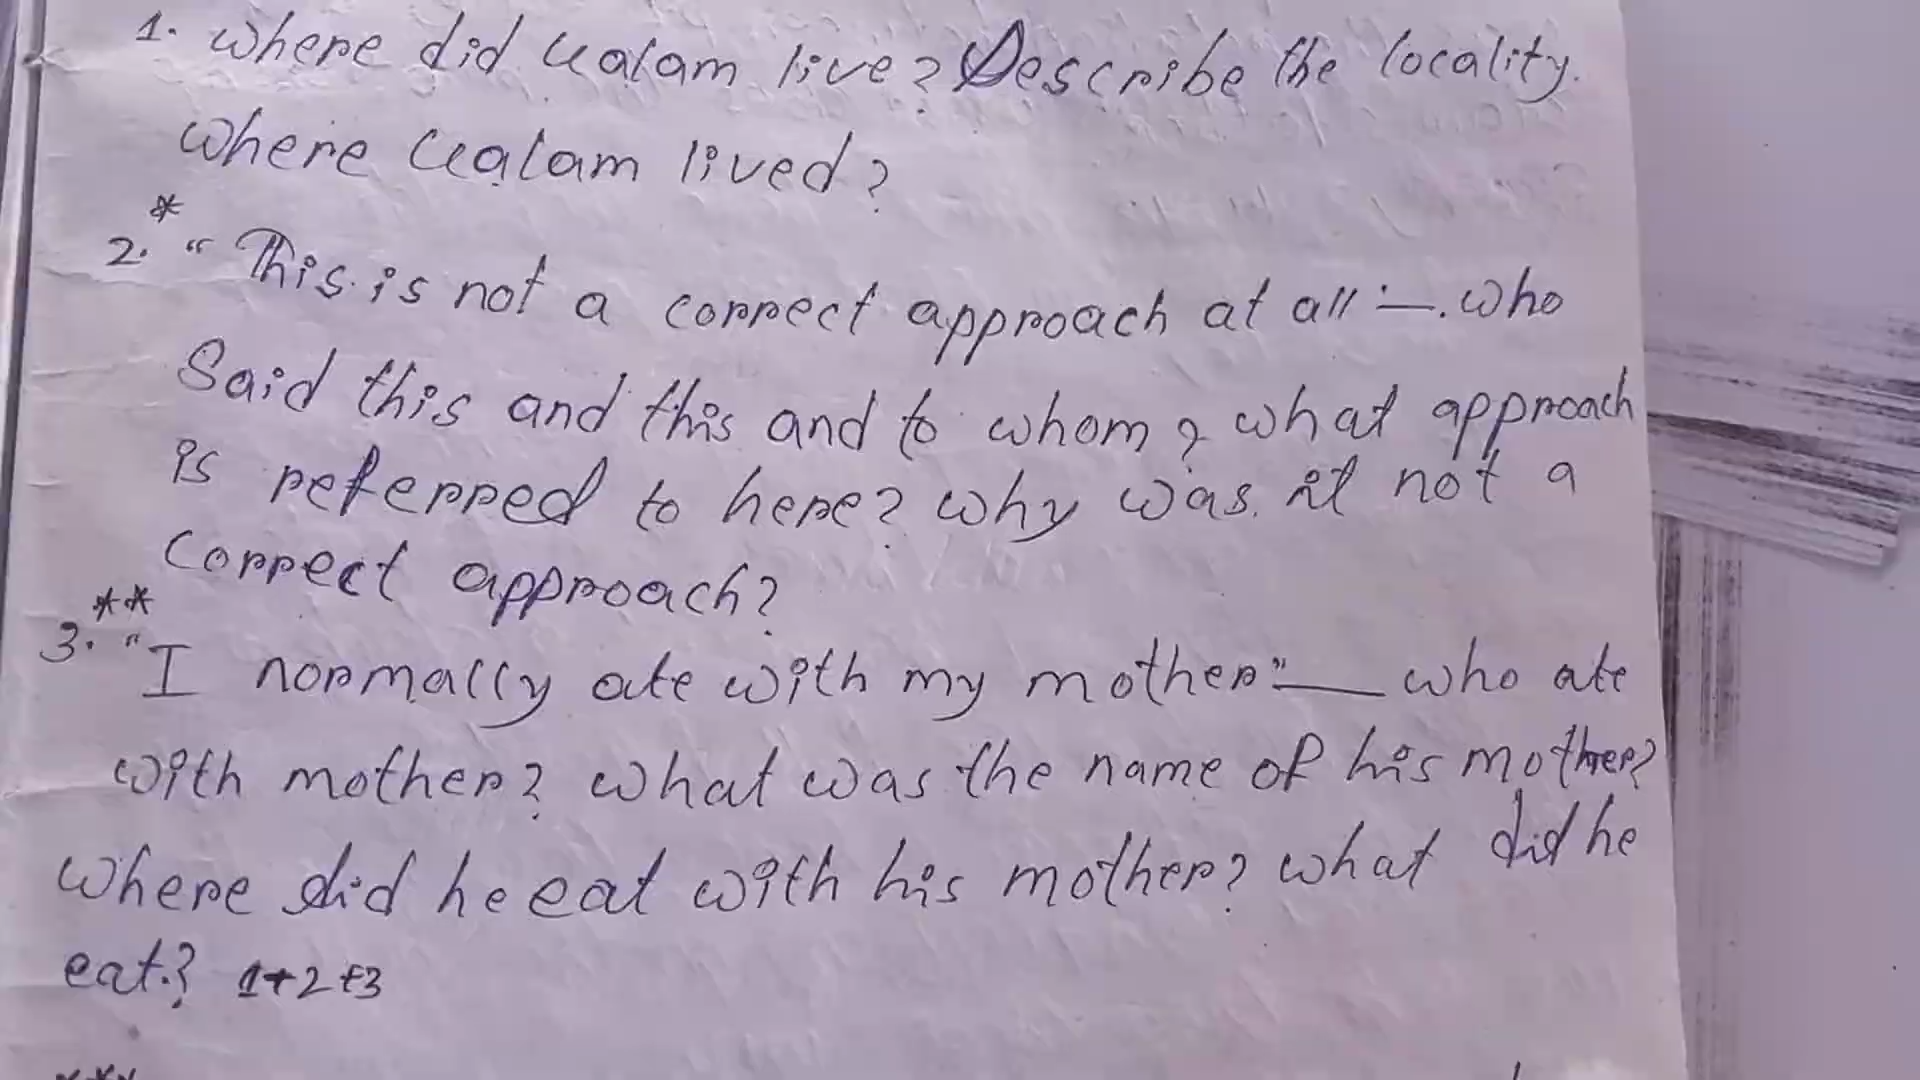 1. Where did Kalam live? Describe the locality.
where Kalam lived?
*
2. "This is not a correct approach at all:—. who
Said this and this and to whom? what approach
is referred to here? why was it not a
correct approach?
**
3. "I normally ate with my mother"— who ate
with mother? what was the name of his mother?
where did he eat with his mother? what did he
eat? 1+2+3
***